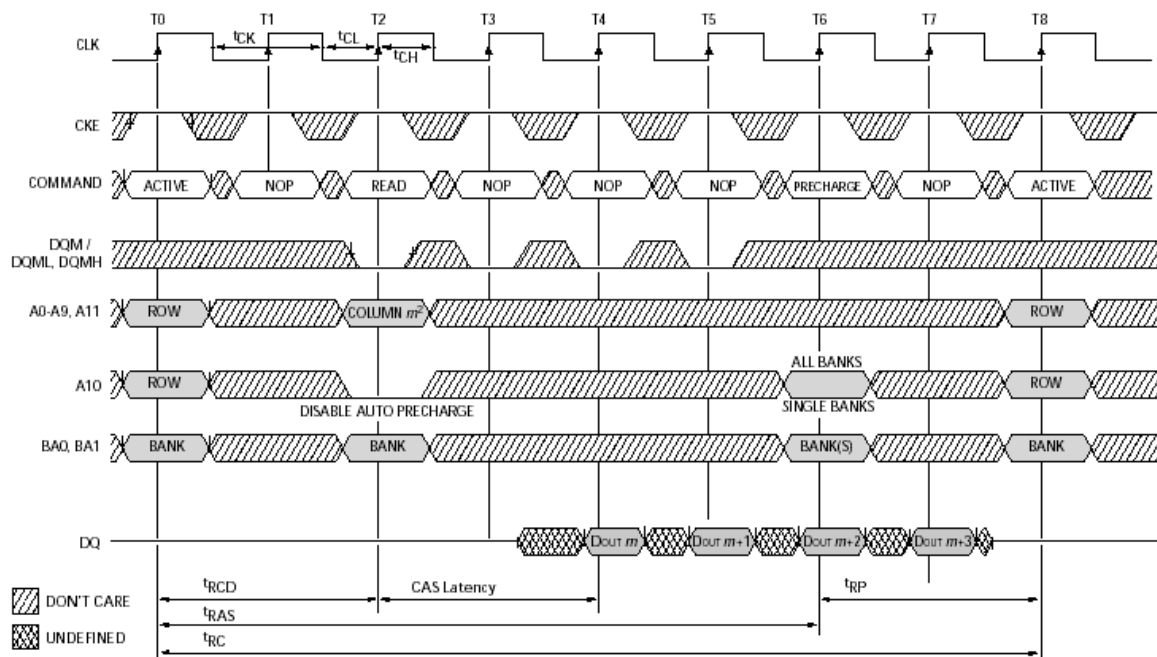 T0 T1 T2 T3 T4 T5 T6 T7 T8
CLK tCK tCL tCH
CKE
COMMAND ACTIVE NOP READ NOP NOP NOP PRECHARGE NOP ACTIVE
DQM /
DQML, DQMH
A0-A9, A11 ROW COLUMN m² ROW
ALL BANKS
A10 ROW ROW
DISABLE AUTO PRECHARGE SINGLE BANKS
BA0, BA1 BANK BANK BANK(S) BANK
DQ DOUT m DOUT m+1 DOUT m+2 DOUT m+3
tRCD CAS Latency tRP
DON'T CARE
tRAS
UNDEFINED
tRC